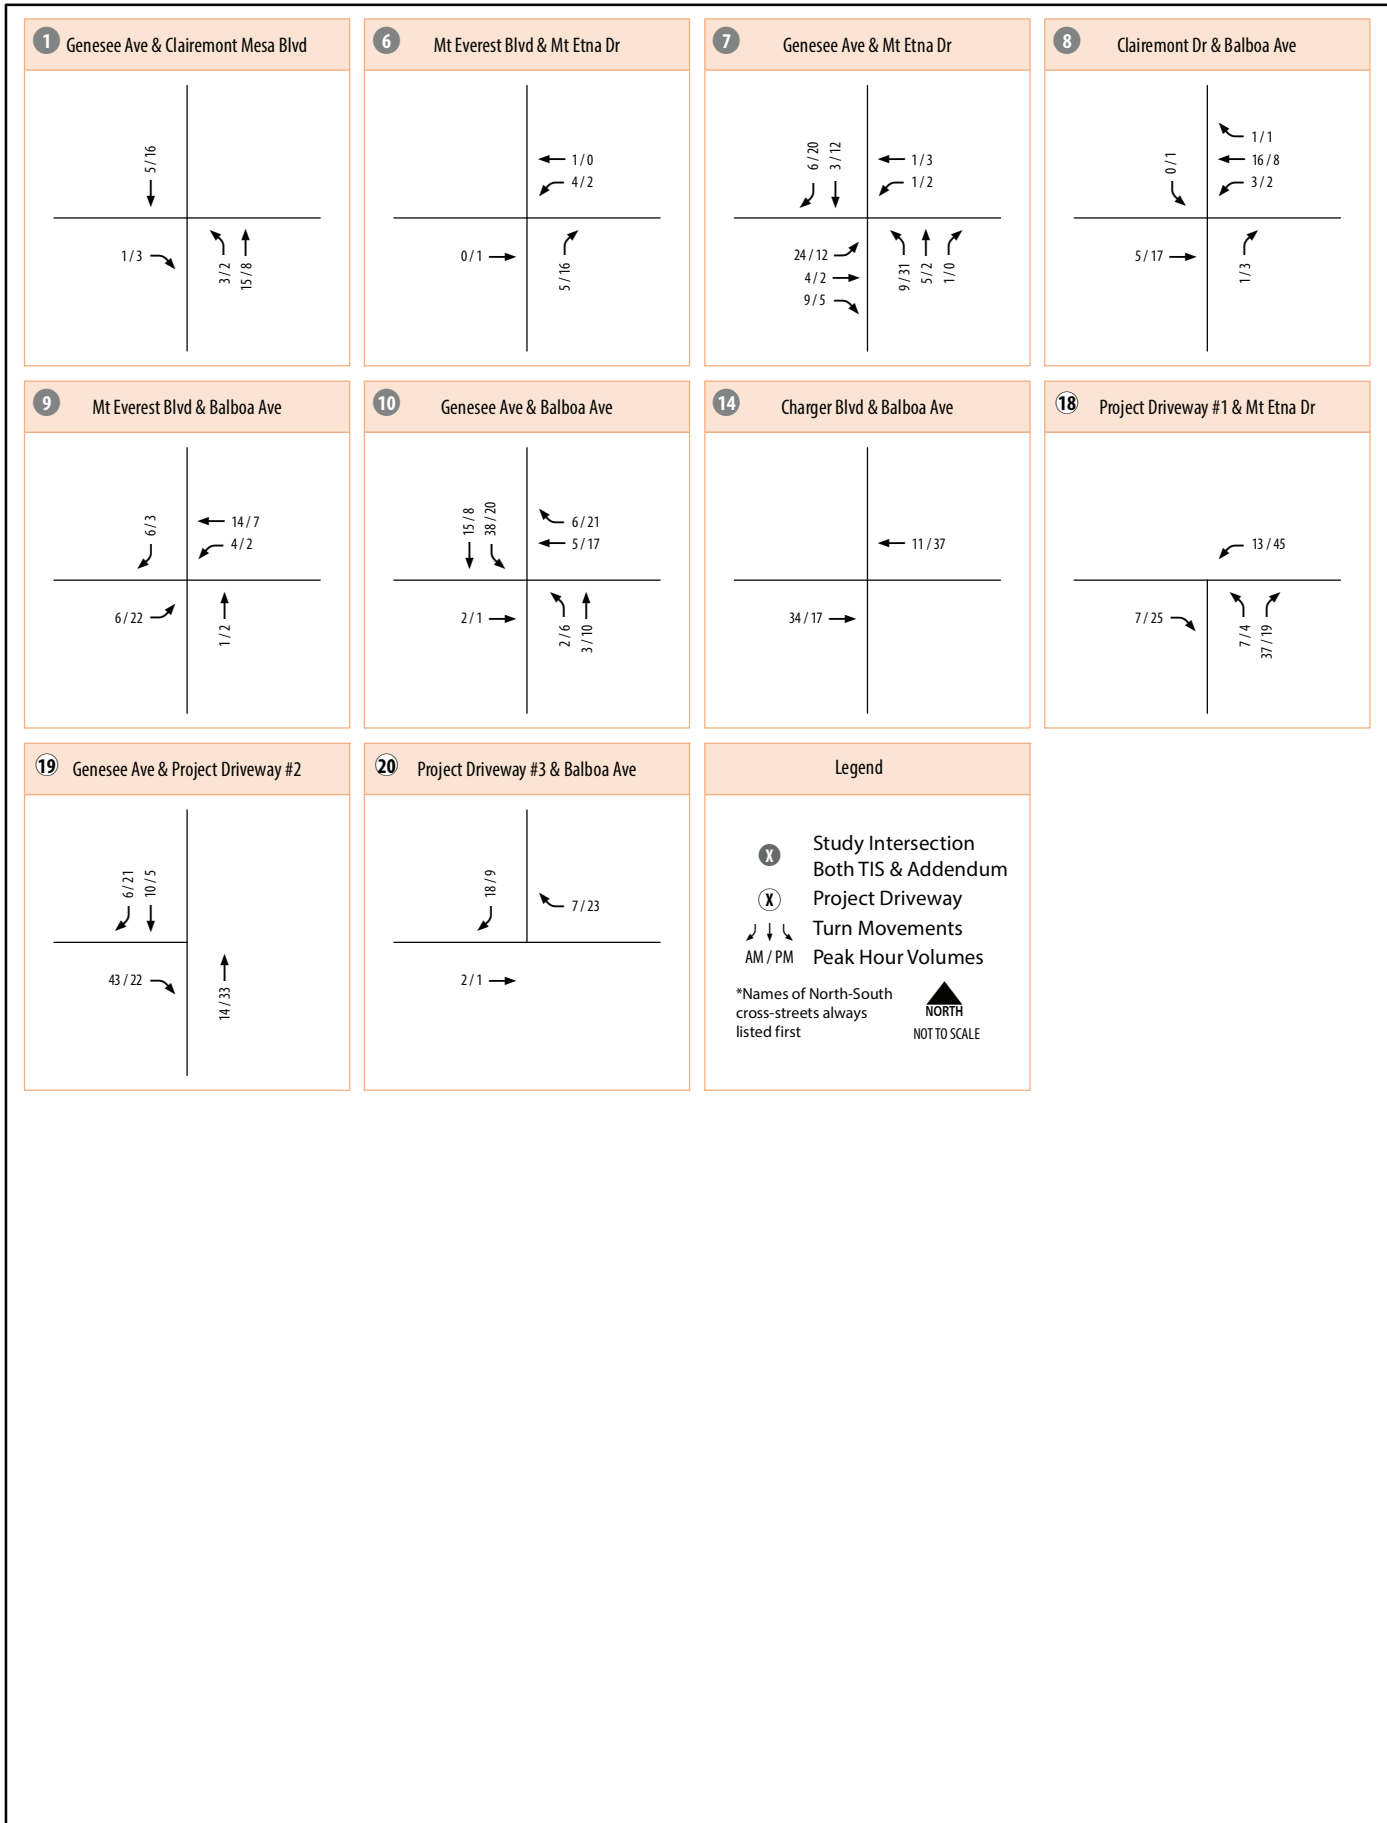 1 Genesee Ave & Clairemont Mesa Blvd
5 / 16
1 / 3
3 / 2
15 / 8
6 Mt Everest Blvd & Mt Etna Dr
1 / 0
4 / 2
0 / 1
5 / 16
7 Genesee Ave & Mt Etna Dr
6 / 20
3 / 12
1 / 3
1 / 2
24 / 12
4 / 2
9 / 5
9 / 31
5 / 2
1 / 0
8 Clairemont Dr & Balboa Ave
0 / 1
1 / 1
16 / 8
3 / 2
5 / 17
1 / 3
9 Mt Everest Blvd & Balboa Ave
6 / 3
14 / 7
4 / 2
6 / 22
1 / 2
10 Genesee Ave & Balboa Ave
15 / 8
38 / 20
6 / 21
5 / 17
2 / 1
2 / 6
3 / 10
14 Charger Blvd & Balboa Ave
11 / 37
34 / 17
18 Project Driveway #1 & Mt Etna Dr
13 / 45
7 / 25
7 / 4
37 / 19
19 Genesee Ave & Project Driveway #2
6 / 21
10 / 5
43 / 22
14 / 33
20 Project Driveway #3 & Balboa Ave
18 / 9
7 / 23
2 / 1
Legend
X Study Intersection
Both TIS & Addendum
X Project Driveway
Turn Movements
AM / PM Peak Hour Volumes
*Names of North-South
cross-streets always
listed first
NORTH
NOT TO SCALE